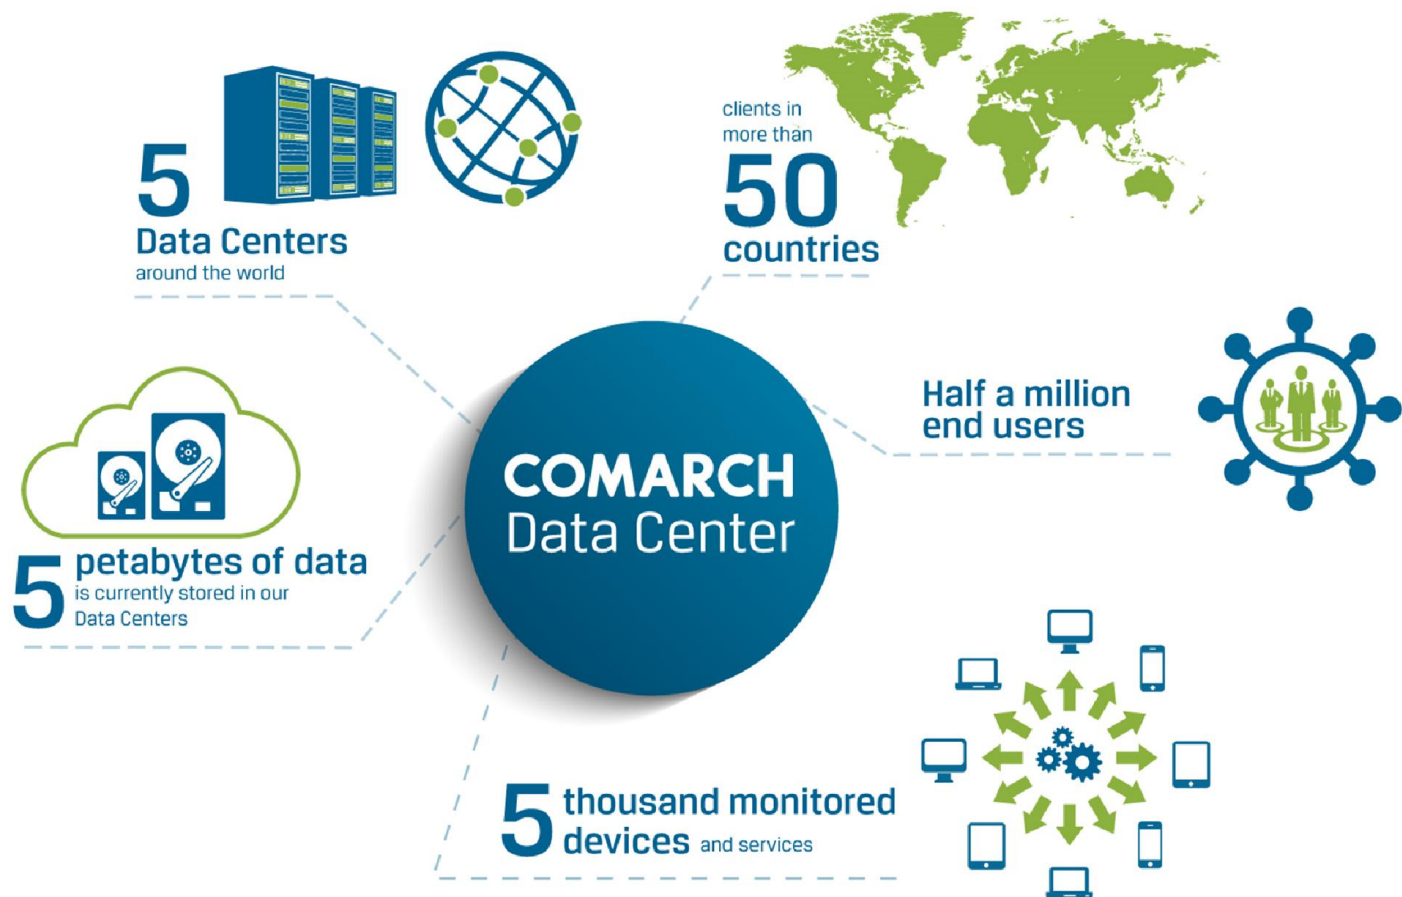 5
Data Centers
around the world
clients in
more than
50
countries
Half a million
end users
COMARCH
Data Center
5 petabytes of data
is currently stored in our
Data Centers
5 thousand monitored
devices and services